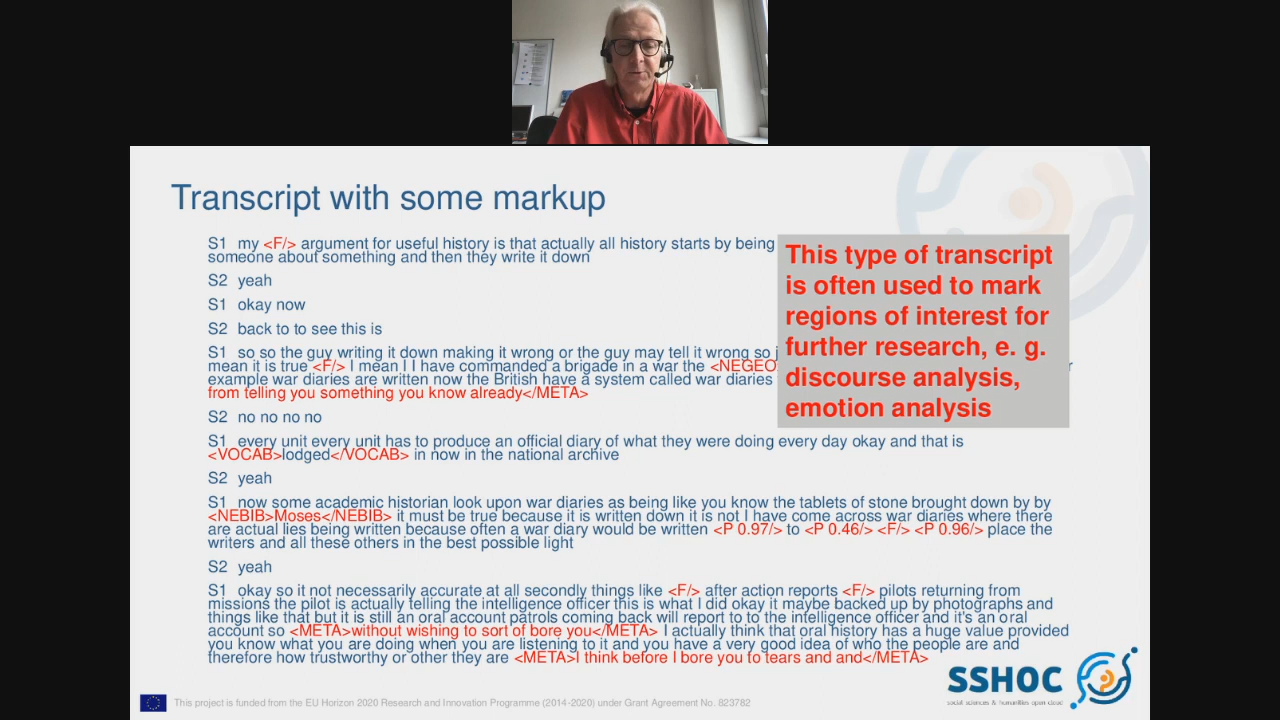 Transcript with some markup
S1 my <F/> argument for useful history is that actually all history starts by being
someone about something and then they write it down
S2 yeah
S1 okay now
S2 back to to see this is
S1 so so the guy writing it down making it wrong or the guy may tell it wrong so
mean it is true <F/> I mean I I have commanded a brigade in a war the <NEGEO
example war diaries are written now the British have a system called war diaries
from telling you something you know already</META>
S2 no no no no
S1 every unit every unit has to produce an official diary of what they were doing every day okay and that is
<VOCAB>lodged</VOCAB> in now in the national archive
S2 yeah
S1 now some academic historian look upon war diaries as being like you know the tablets of stone brought down by by
<NEBIB>Moses</NEBIB> it must be true because it is written down it is not I have come across war diaries where there
are actual lies being written because often a war diary would be written <P 0.97/> to <P 0.46/> <F/> <P 0.96/> place the
writers and all these others in the best possible light
S2 yeah
S1 okay so it not necessarily accurate at all secondly things like <F/> after action reports <F/> pilots returning from
missions the pilot is actually telling the intelligence officer this is what I did okay it maybe backed up by photographs and
things like that but it is still an oral account patrols coming back will report to to the intelligence officer and it's an oral
account so <META>without wishing to sort of bore you</META> I actually think that oral history has a huge value provided
you know what you are doing when you are listening to it and you have a very good idea of who the people are and
therefore how trustworthy or other they are <META>I think before I bore you to tears and and</META>
This type of transcript
is often used to mark
regions of interest for
further research, e. g.
discourse analysis,
emotion analysis
SSHOC
social sciences & humanities open cloud
This project is funded from the EU Horizon 2020 Research and Innovation Programme (2014-2020) under Grant Agreement No. 823782